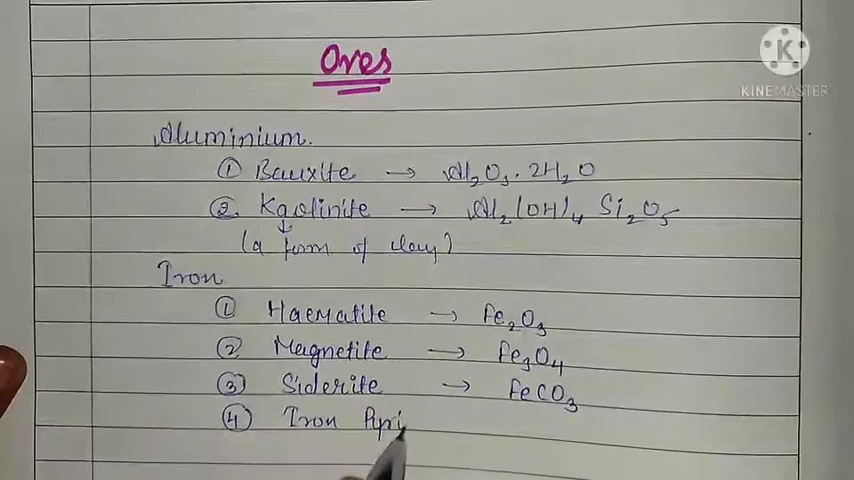 Ores
K
KINEMASTER
Aluminium.
① Bauxite → Al₂O₃. 2H₂O
②. Kaolinite → Al₂(OH)₄ Si₂O₅
(a form of clay)
Iron
① Haematite → Fe₂O₃
② Magnetite → Fe₃O₄
③ Siderite → FeCO₃
④ Iron Pyri